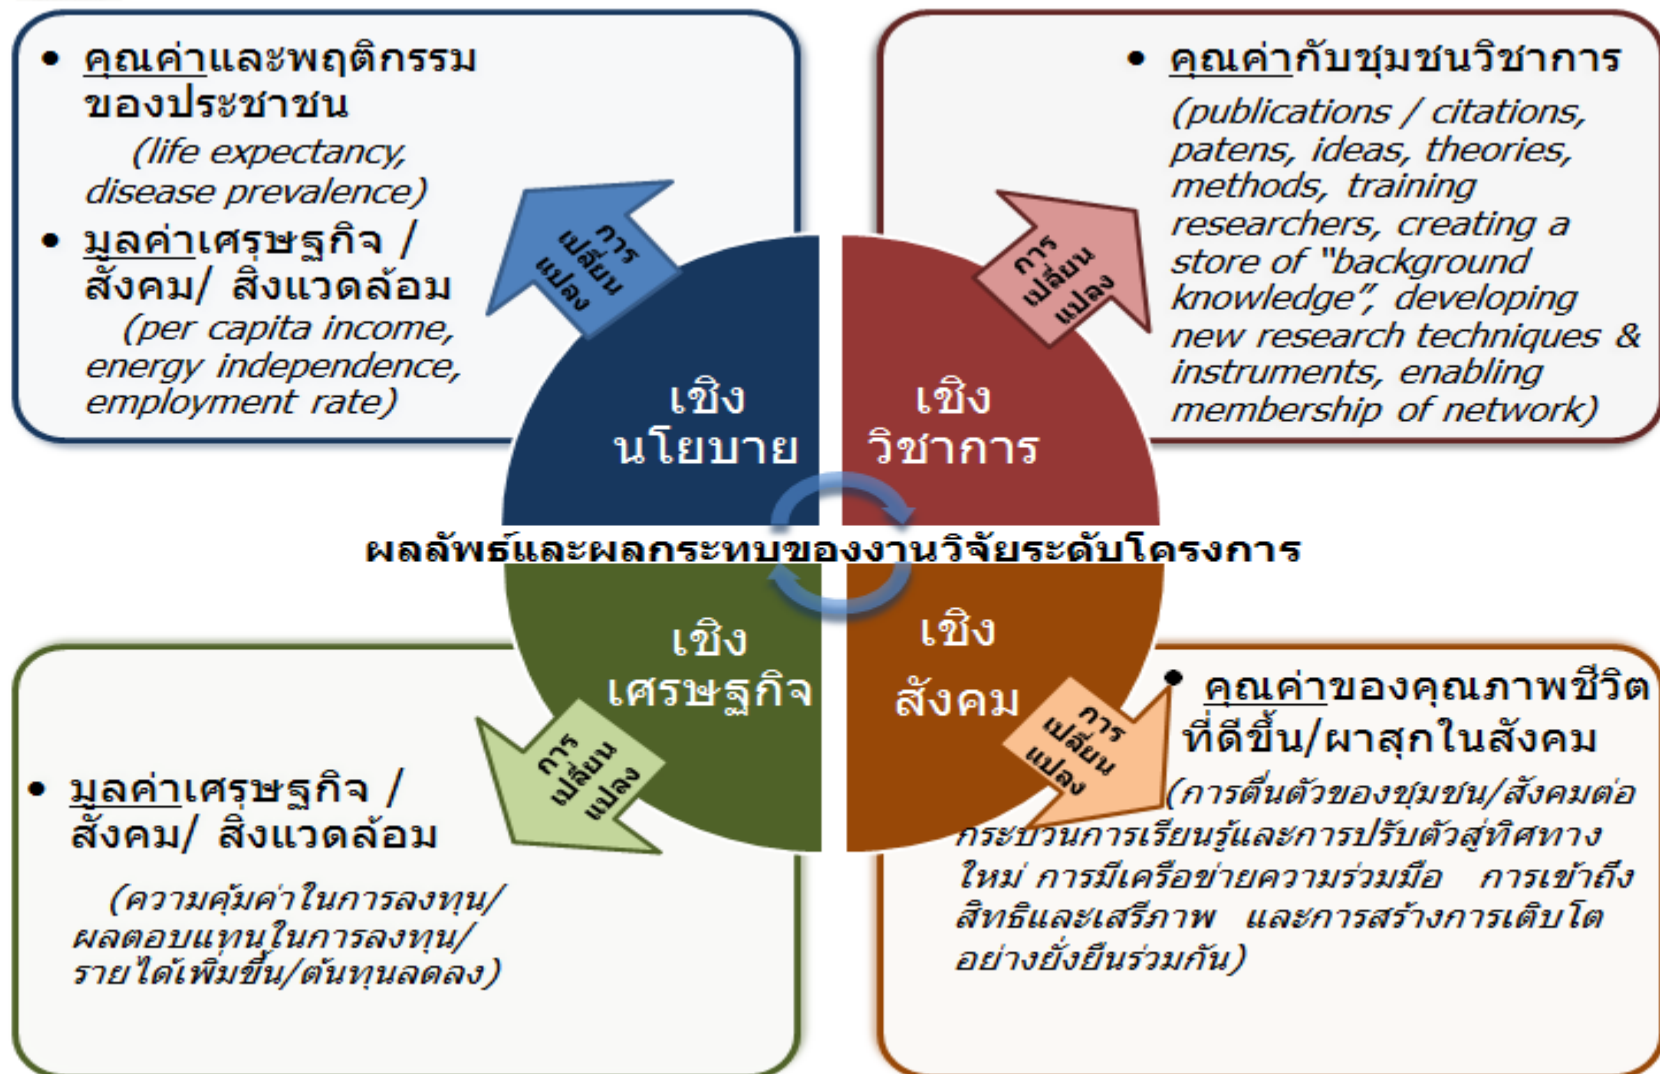 • คุณค่าและพฤติกรรม
ของประชาชน
(life expectancy,
disease prevalence)
• มูลค่าเศรษฐกิจ /
สังคม/ สิ่งแวดล้อม
(per capita income,
energy independence,
employment rate)
การ
เปลี่ยน
แปลง
เชิง
นโยบาย
• คุณค่ากับชุมชนวิชาการ
(publications / citations,
patens, ideas, theories,
methods, training
researchers, creating a
store of “background
knowledge”, developing
new research techniques &
instruments, enabling
membership of network)
การ
เปลี่ยน
แปลง
เชิง
วิชาการ
ผลลัพธ์และผลกระทบของงานวิจัยระดับโครงการ
เชิง
เศรษฐกิจ
การ
เปลี่ยน
แปลง
• มูลค่าเศรษฐกิจ /
สังคม/ สิ่งแวดล้อม
(ความคุ้มค่าในการลงทุน/
ผลตอบแทนในการลงทุน/
รายได้เพิ่มขึ้น/ต้นทุนลดลง)
เชิง
สังคม
การ
เปลี่ยน
แปลง
• คุณค่าของคุณภาพชีวิต
ที่ดีขึ้น/ผาสุกในสังคม
(การตื่นตัวของชุมชน/สังคมต่อ
กระบวนการเรียนรู้และการปรับตัวสู่ทิศทาง
ใหม่ การมีเครือข่ายความร่วมมือ การเข้าถึง
สิทธิและเสรีภาพ และการสร้างการเติบโต
อย่างยั่งยืนร่วมกัน)